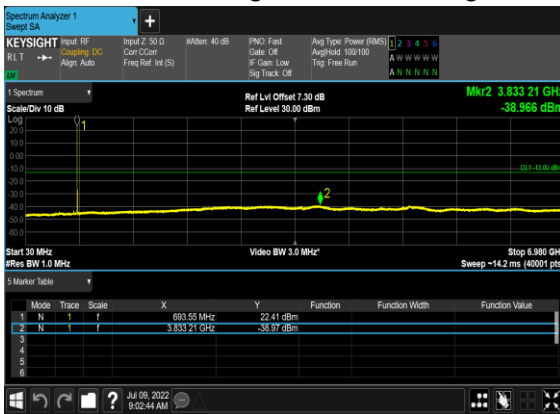 Spectrum Analyzer 1
Swept SA
+
KEYSIGHT Input: RF Input Z: 50 Ω #Atten: 40 dB PNO: Fast Avg Type: Power (RMS) 1 2 3 4 5 6
RLT Coupling: DC Corr CCorr Gate: Off Avg|Hold: 100/100 A W W W W W
Align: Auto Freq Ref: Int (S) IF Gain: Low Trig: Free Run
Sig Track: Off A N N N N N
1 Spectrum Ref Lvl Offset 7.30 dB Mkr2 3.833 21 GHz
Scale/Div 10 dB Ref Level 30.00 dBm -38.966 dBm
Log
20.0
10.0
0.00
-10.0
-20.0
-30.0
-40.0
-50.0
-60.0
1
DL1 -13.00 dBm
2
Start 30 MHz Video BW 3.0 MHz* Stop 6.980 GHz
#Res BW 1.0 MHz Sweep ~14.2 ms (40001 pts
5 Marker Table
Mode Trace Scale X Y Function Function Width Function Value
1 N 1 f 693.55 MHz 22.41 dBm
2 N 1 f 3.833 21 GHz -38.97 dBm
3
4
5
6
? Jul 09, 2022
9:02:44 AM